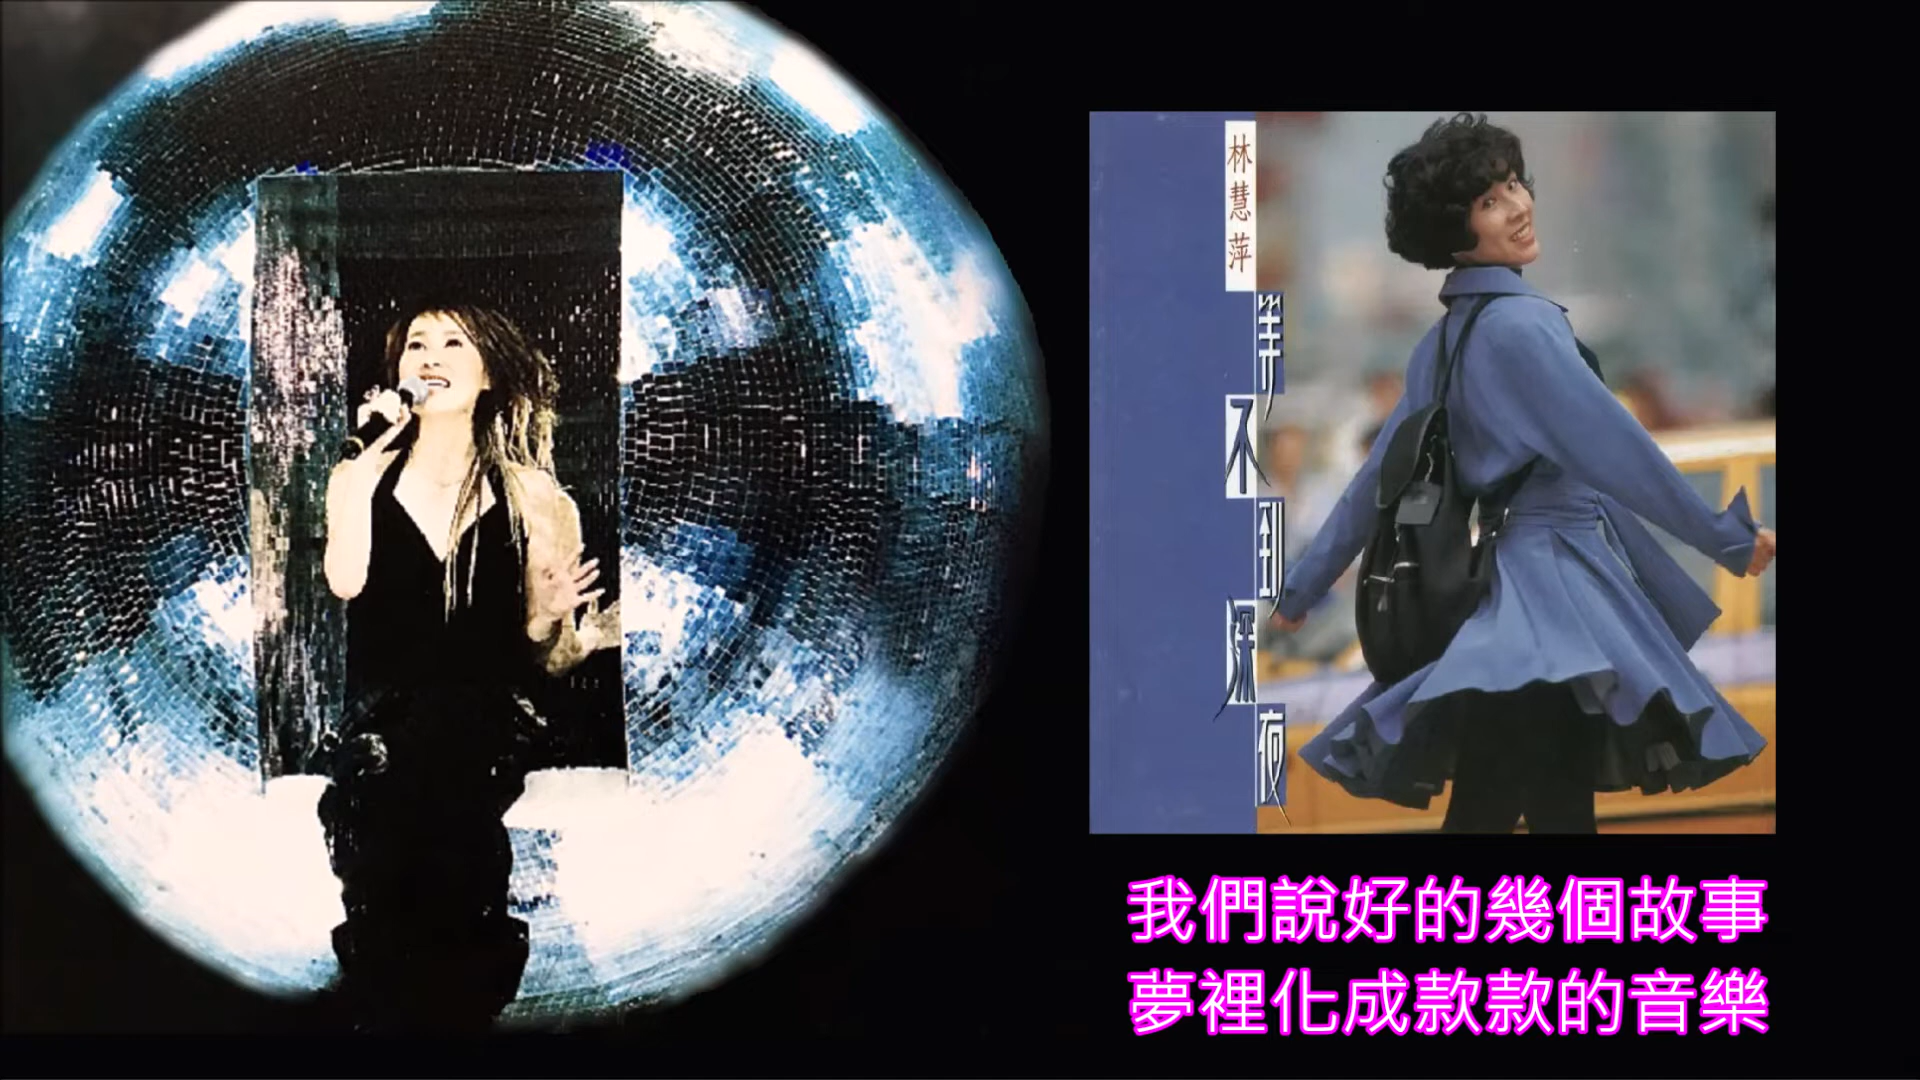 林慧萍
等不到深夜
我們說好的幾個故事
夢裡化成款款的音樂